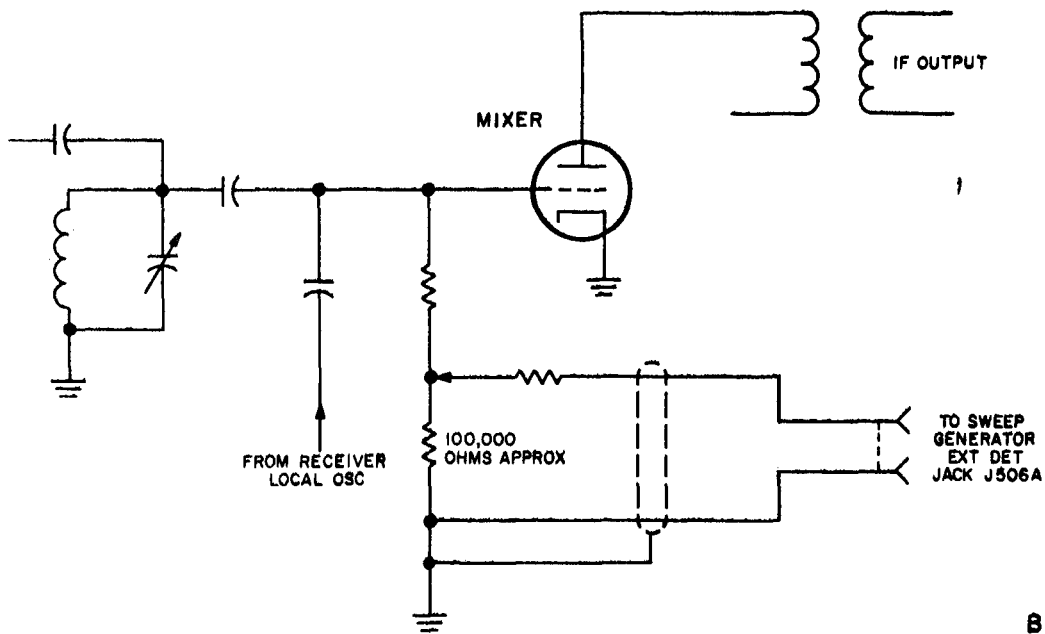 IF OUTPUT
MIXER
100,000
OHMS APPROX
FROM RECEIVER
LOCAL OSC
TO SWEEP
GENERATOR
EXT DET
JACK J506A
B